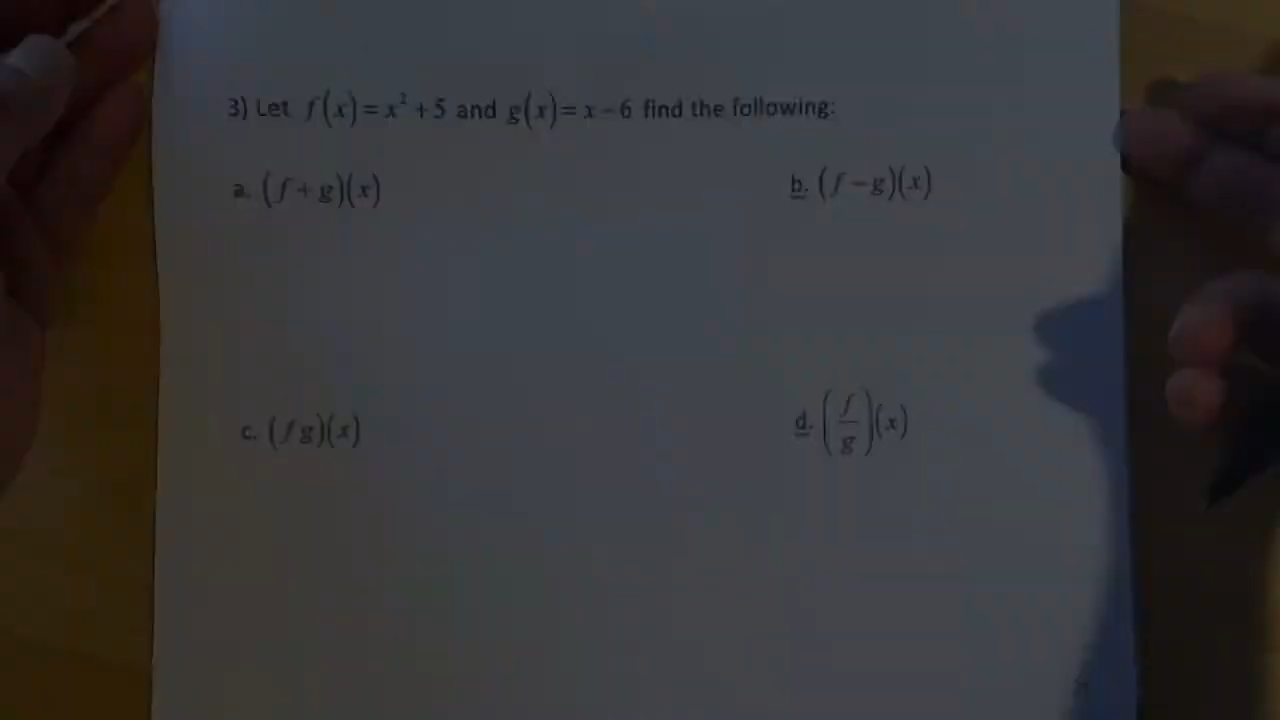 3) Let f(x)=x²+5 and g(x)=x-6 find the following:
a. (f+g)(x)
b. (f-g)(x)
c. (fg)(x)
d. (f/g)(x)